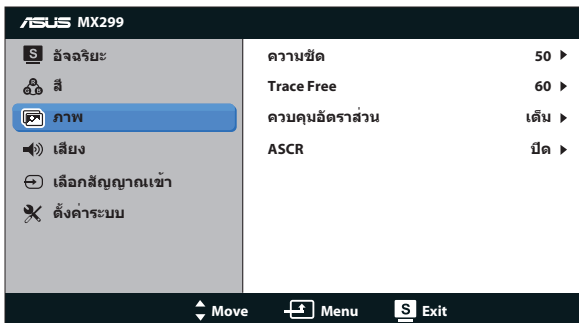 ASUS MX299
S อัจฉริยะ
สี
ภาพ
เสียง
เลือกสัญญาณเข้า
ตั้งค่าระบบ
ความชัด 50
Trace Free 60
ควบคุมอัตราส่วน เต็ม
ASCR ปิด
Move Menu S Exit